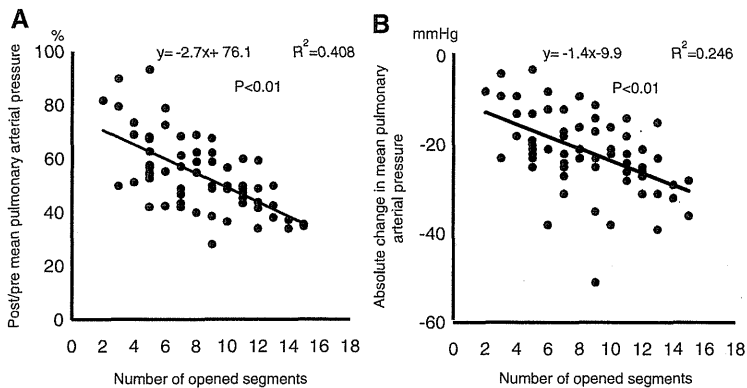 A
%
y= -2.7x+ 76.1
R2=0.408
P<0.01
Post/pre mean pulmonary arterial pressure
100
80
60
40
20
0
0 2 4 6 8 10 12 14 16 18
Number of opened segments
B
mmHg
y= -1.4x-9.9
R2=0.246
P<0.01
Absolute change in mean pulmonary
arterial pressure
0
-20
-40
-60
0 2 4 6 8 10 12 14 16 18
Number of opened segments